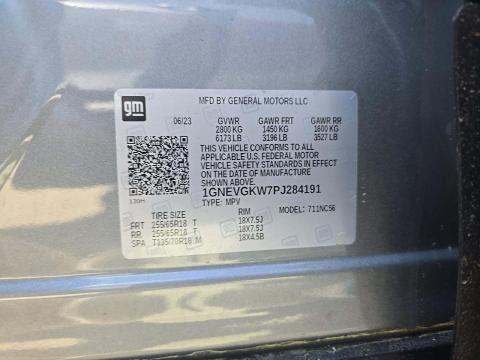 gm
MFD BY GENERAL MOTORS LLC
06/23 GVWR GAWR FRT GAWR RR
2800 KG 1450 KG 1600 KG
6173 LB 3196 LB 3527 LB
THIS VEHICLE CONFORMS TO ALL
APPLICABLE U.S. FEDERAL MOTOR
VEHICLE SAFETY STANDARDS IN EFFECT
ON THE DATE OF MANUFACTURE
SHOWN ABOVE.
1GNEVGKW7PJ284191
TYPE: MPV MODEL: 711NC56
TIRE SIZE RIM
FRT 255/65R18 T 18X7.5J
RR 255/65R18 T 18X7.5J
SPA T135/70R18 M 18X4.5B